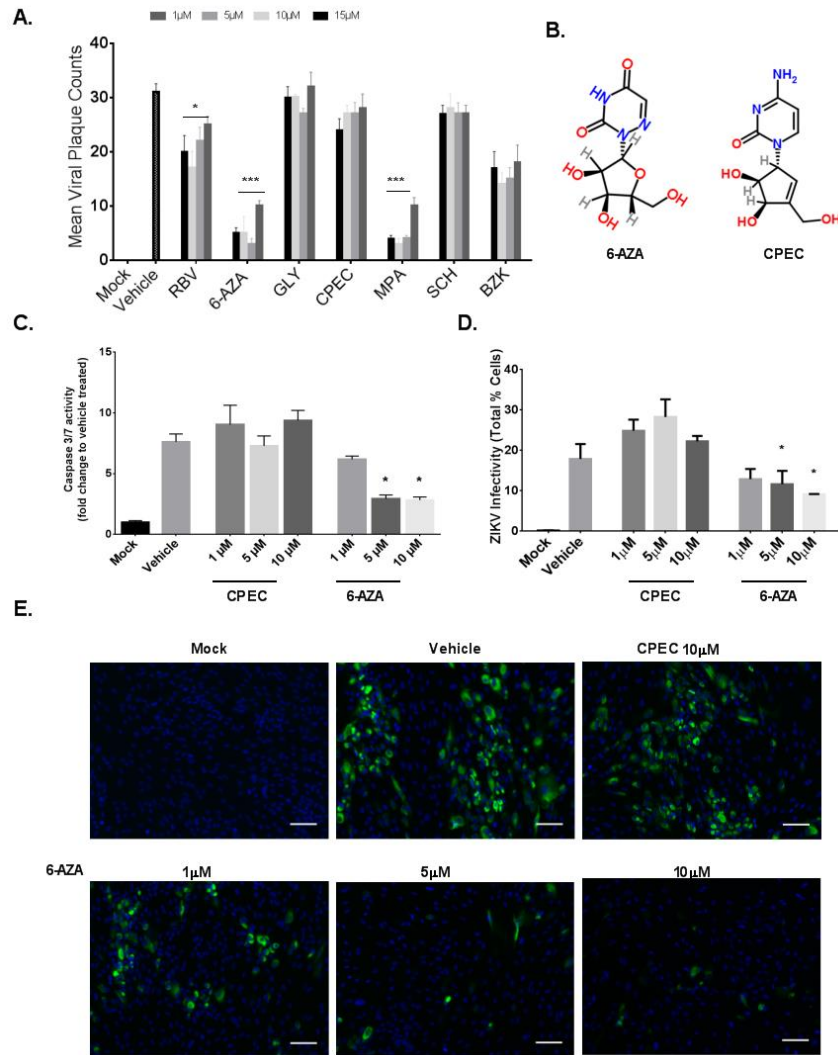 A.
1µM 5µM 10µM 15µM
Mean Viral Plaque Counts
40
30
20
10
0
*
***
***
Mock
Vehicle
RBV
6-AZA
GLY
CPEC
MPA
SCH
BZK
B.
O
HN
N
O
N
H
H
HO
O
H
HO
H
OH
6-AZA
NH2
N
O
N
H
HO
HO
OH
CPEC
C.
Caspase 3/7 activity
(fold change to vehicle treated)
15
10
5
0
* *
Mock
Vehicle
1 µM
5 µM
10 µM
1 µM
5 µM
10 µM
CPEC 6-AZA
D.
ZIKV Infectivity (Total % Cells)
40
30
20
10
0
* *
Mock
Vehicle
1µM
5µM
10µM
1µM
5µM
10µM
CPEC 6-AZA
E.
Mock Vehicle CPEC 10µM
6-AZA 1µM 5µM 10µM